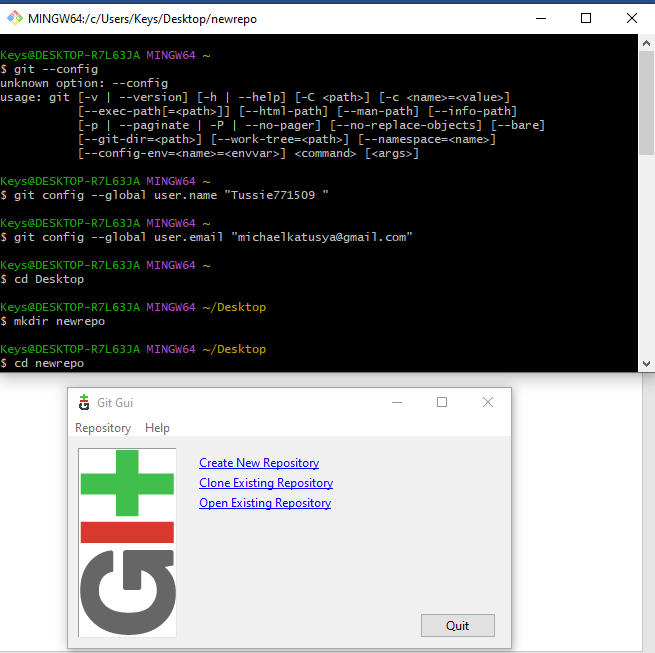 MINGW64:/c/Users/Keys/Desktop/newrepo
Keys@DESKTOP-R7L63JA MINGW64 ~
$ git --config
unknown option: --config
usage: git [-v | --version] [-h | --help] [-C <path>] [-c <name>=<value>]
           [--exec-path[=<path>]] [--html-path] [--man-path] [--info-path]
           [-p | --paginate | -P | --no-pager] [--no-replace-objects] [--bare]
           [--git-dir=<path>] [--work-tree=<path>] [--namespace=<name>]
           [--config-env=<name>=<envvar>] <command> [<args>]
Keys@DESKTOP-R7L63JA MINGW64 ~
$ git config --global user.name "Tussie771509 "
Keys@DESKTOP-R7L63JA MINGW64 ~
$ git config --global user.email "michaelkatusya@gmail.com"
Keys@DESKTOP-R7L63JA MINGW64 ~
$ cd Desktop
Keys@DESKTOP-R7L63JA MINGW64 ~/Desktop
$ mkdir newrepo
Keys@DESKTOP-R7L63JA MINGW64 ~/Desktop
$ cd newrepo
Git Gui
Repository Help
Create New Repository
Clone Existing Repository
Open Existing Repository
GIt
Quit